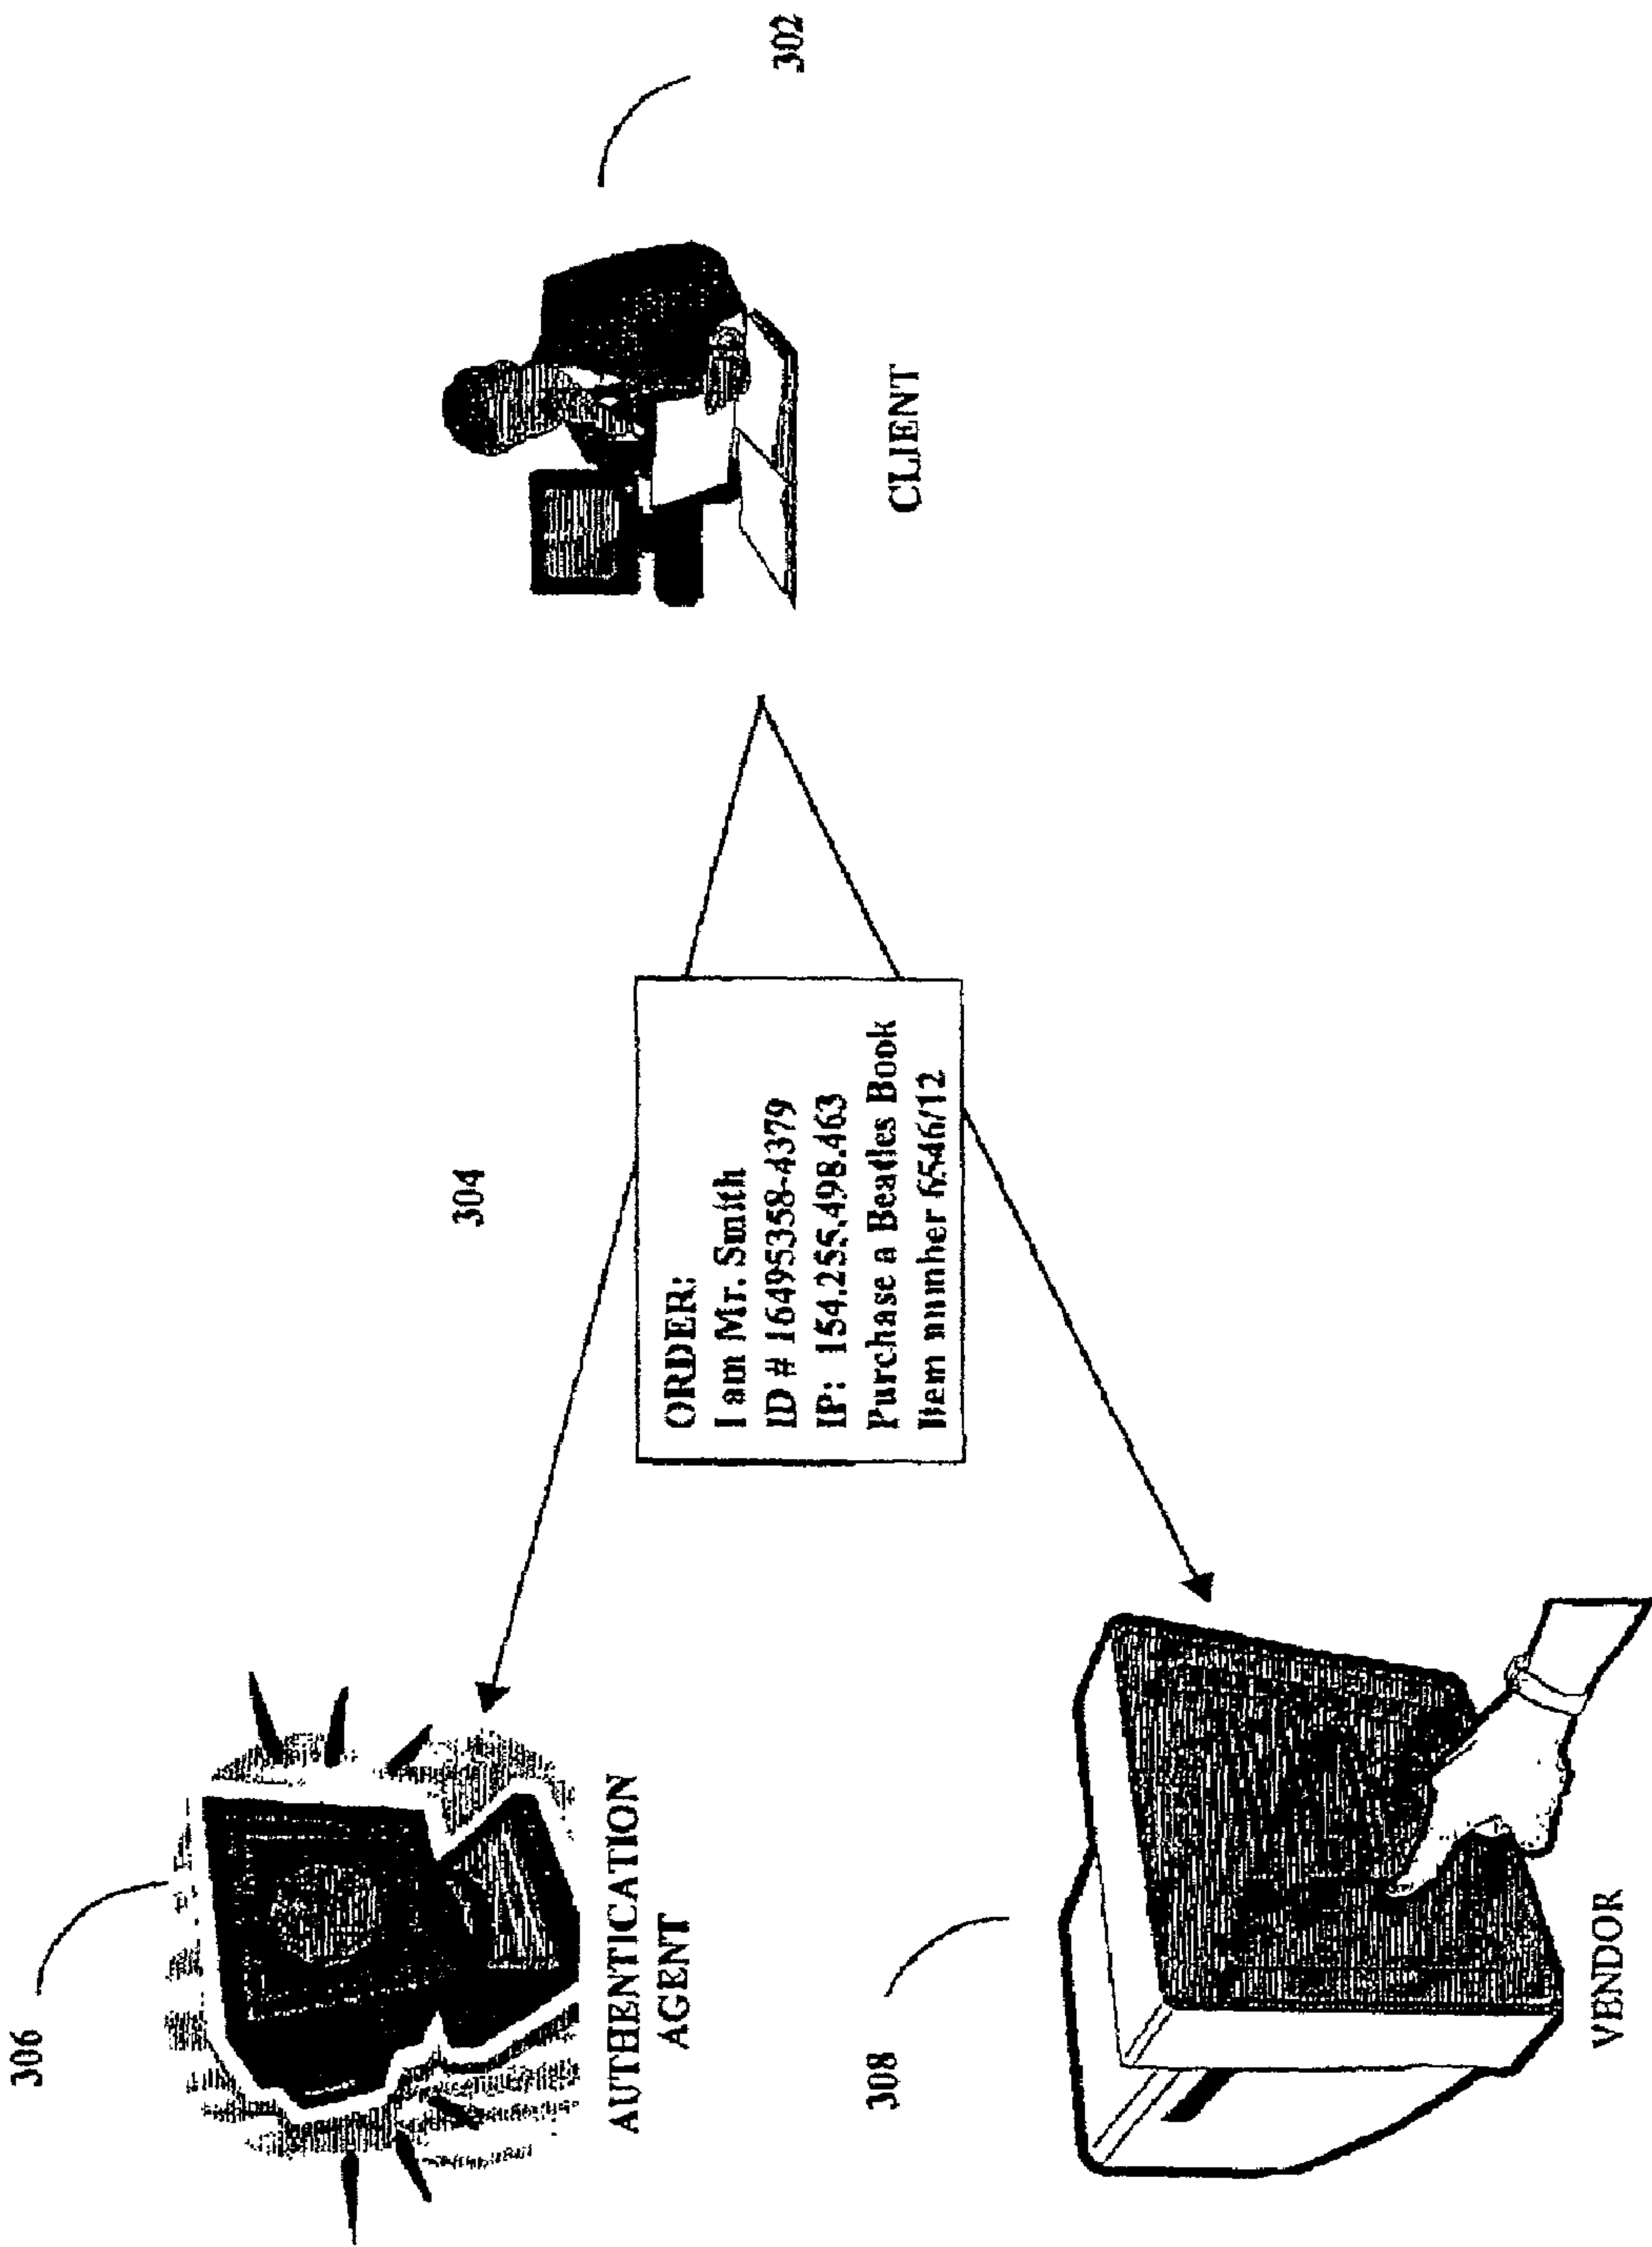 306
304
302
AUTHENTICATION
AGENT
ORDER:
I am Mr. Smith
ID # 16495358-4379
IP: 154.255.498.463
Purchase a Beatles Book
Item number 6546/12
CLIENT
308
VENDOR